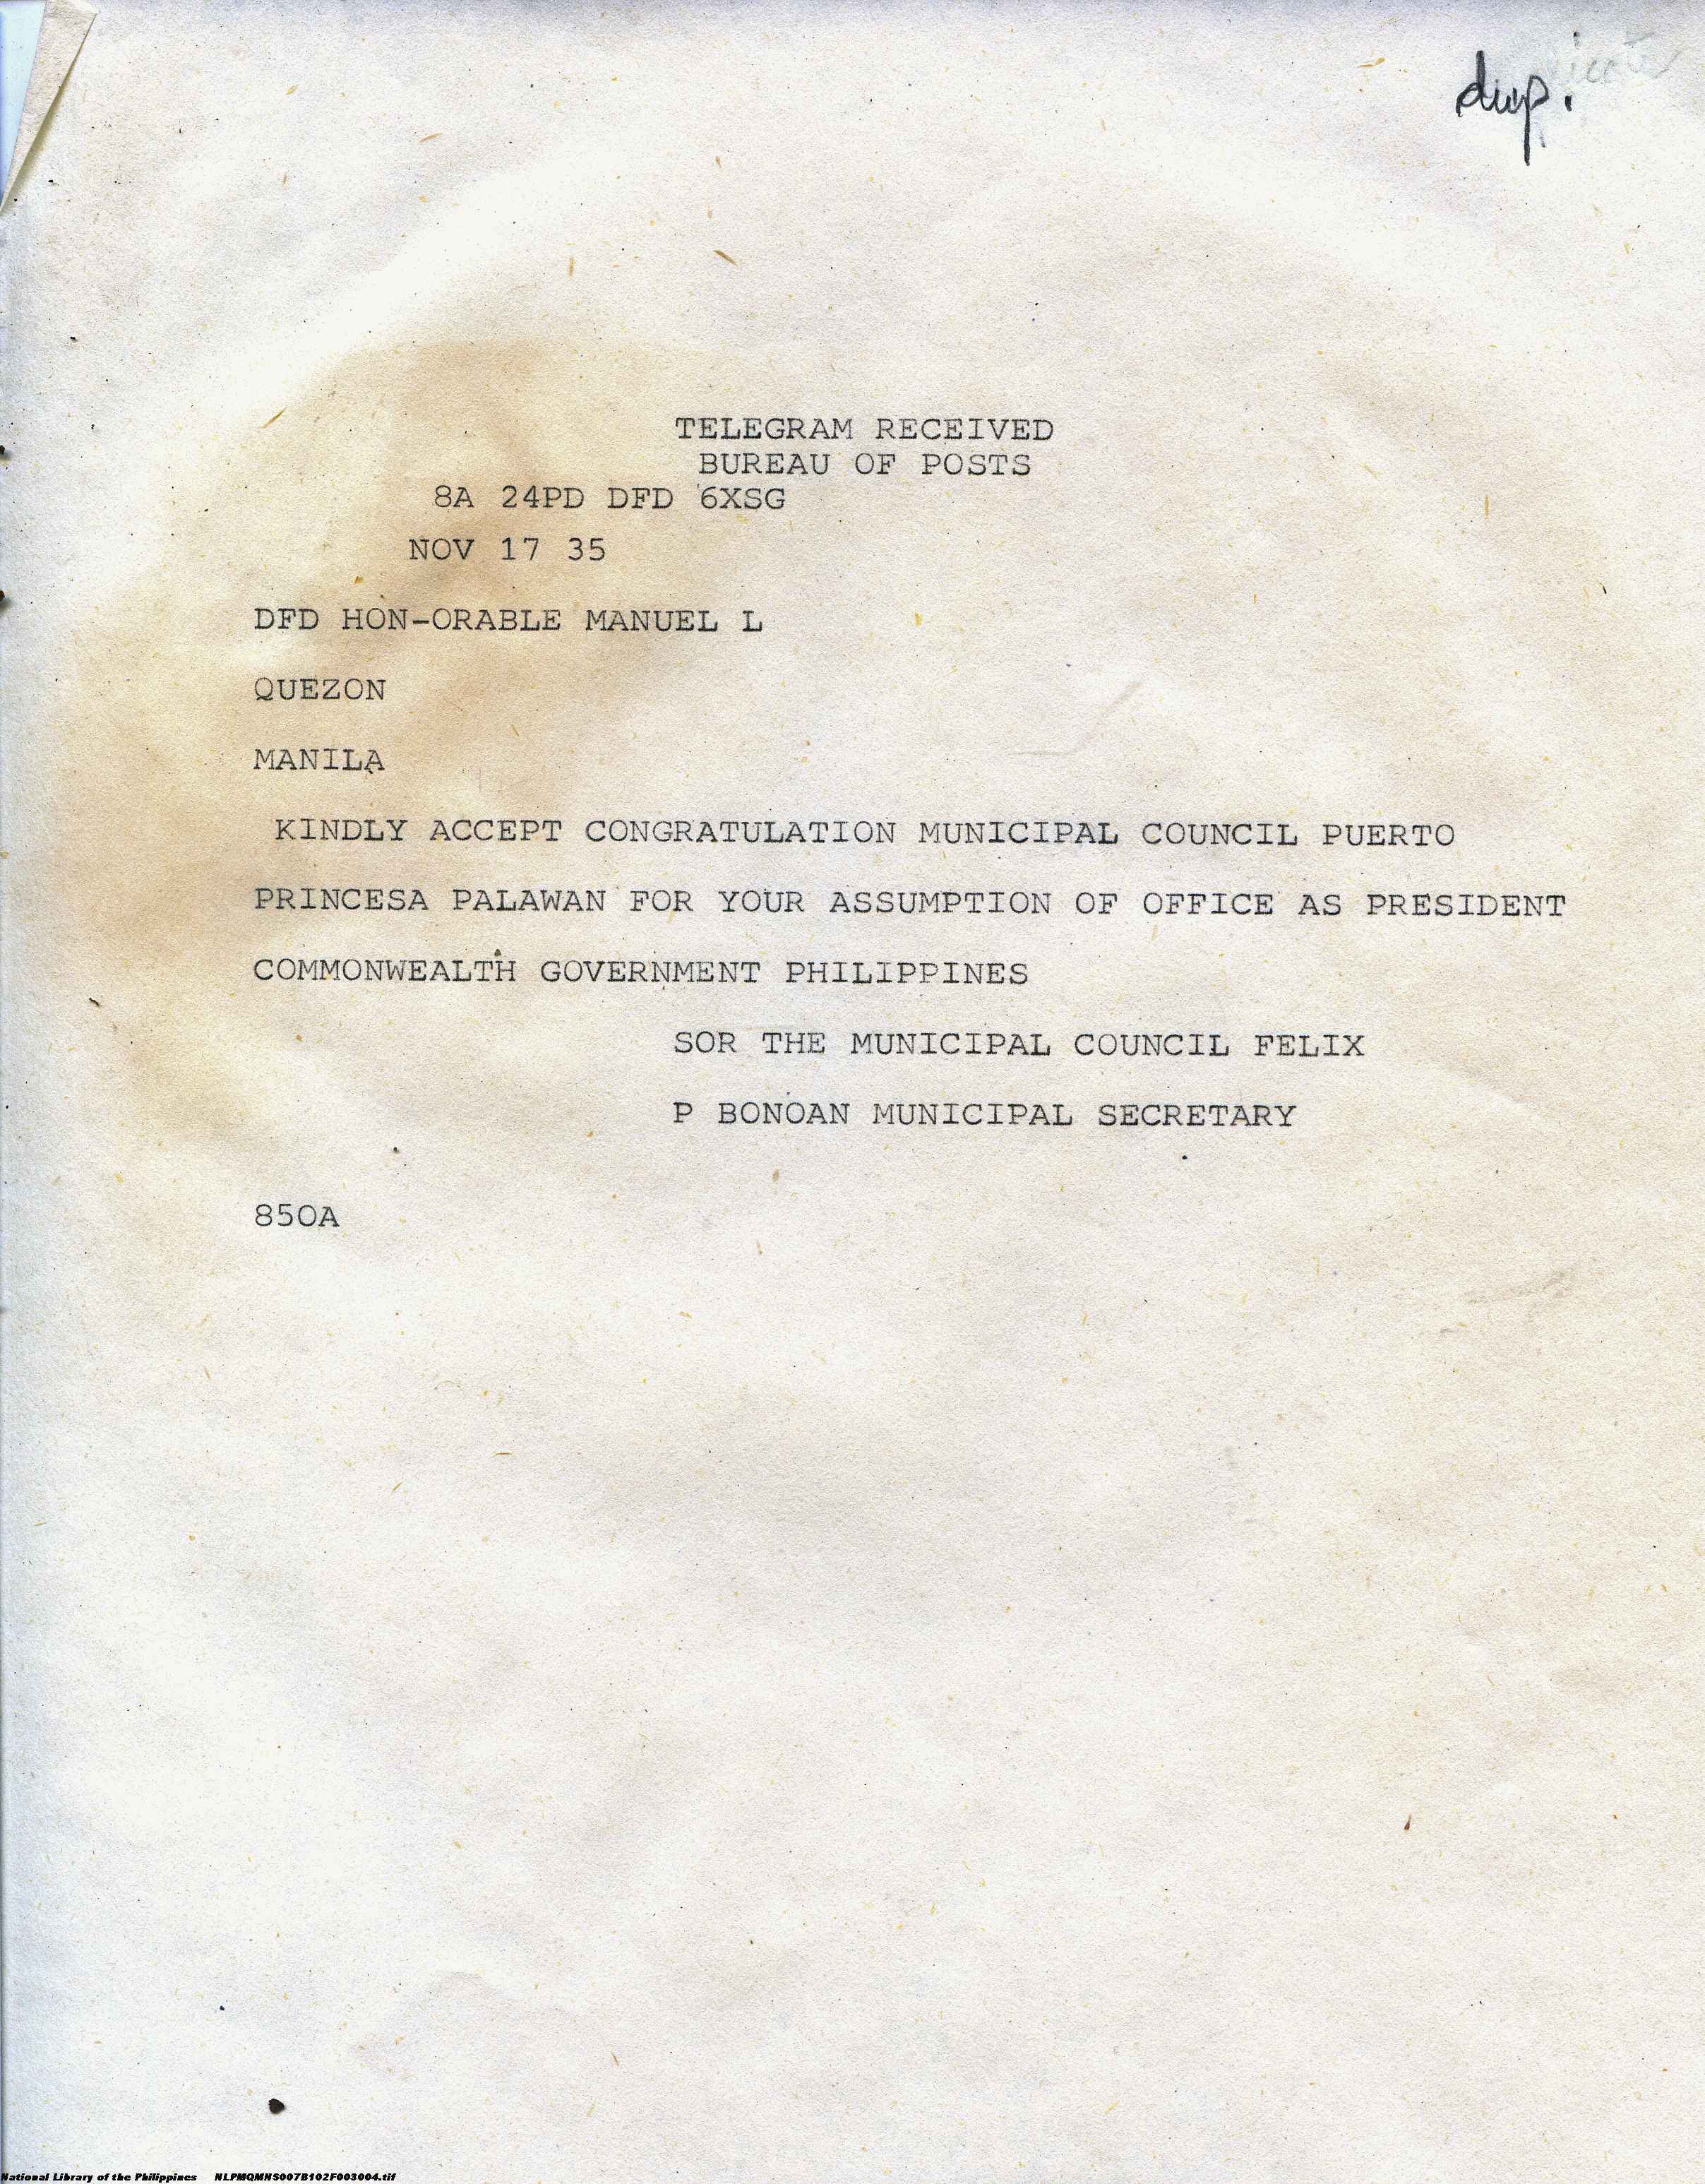 dup.
TELEGRAM RECEIVED
BUREAU OF POSTS
8A 24PD DFD 6XSG
NOV 17 35
DFD HON-ORABLE MANUEL L
QUEZON
MANILA
KINDLY ACCEPT CONGRATULATION MUNICIPAL COUNCIL PUERTO
PRINCESA PALAWAN FOR YOUR ASSUMPTION OF OFFICE AS PRESIDENT
COMMONWEALTH GOVERNMENT PHILIPPINES
SOR THE MUNICIPAL COUNCIL FELIX
P BONOAN MUNICIPAL SECRETARY
850A
National Library of the Philippines NLPMQMNS007B102F003004.tif